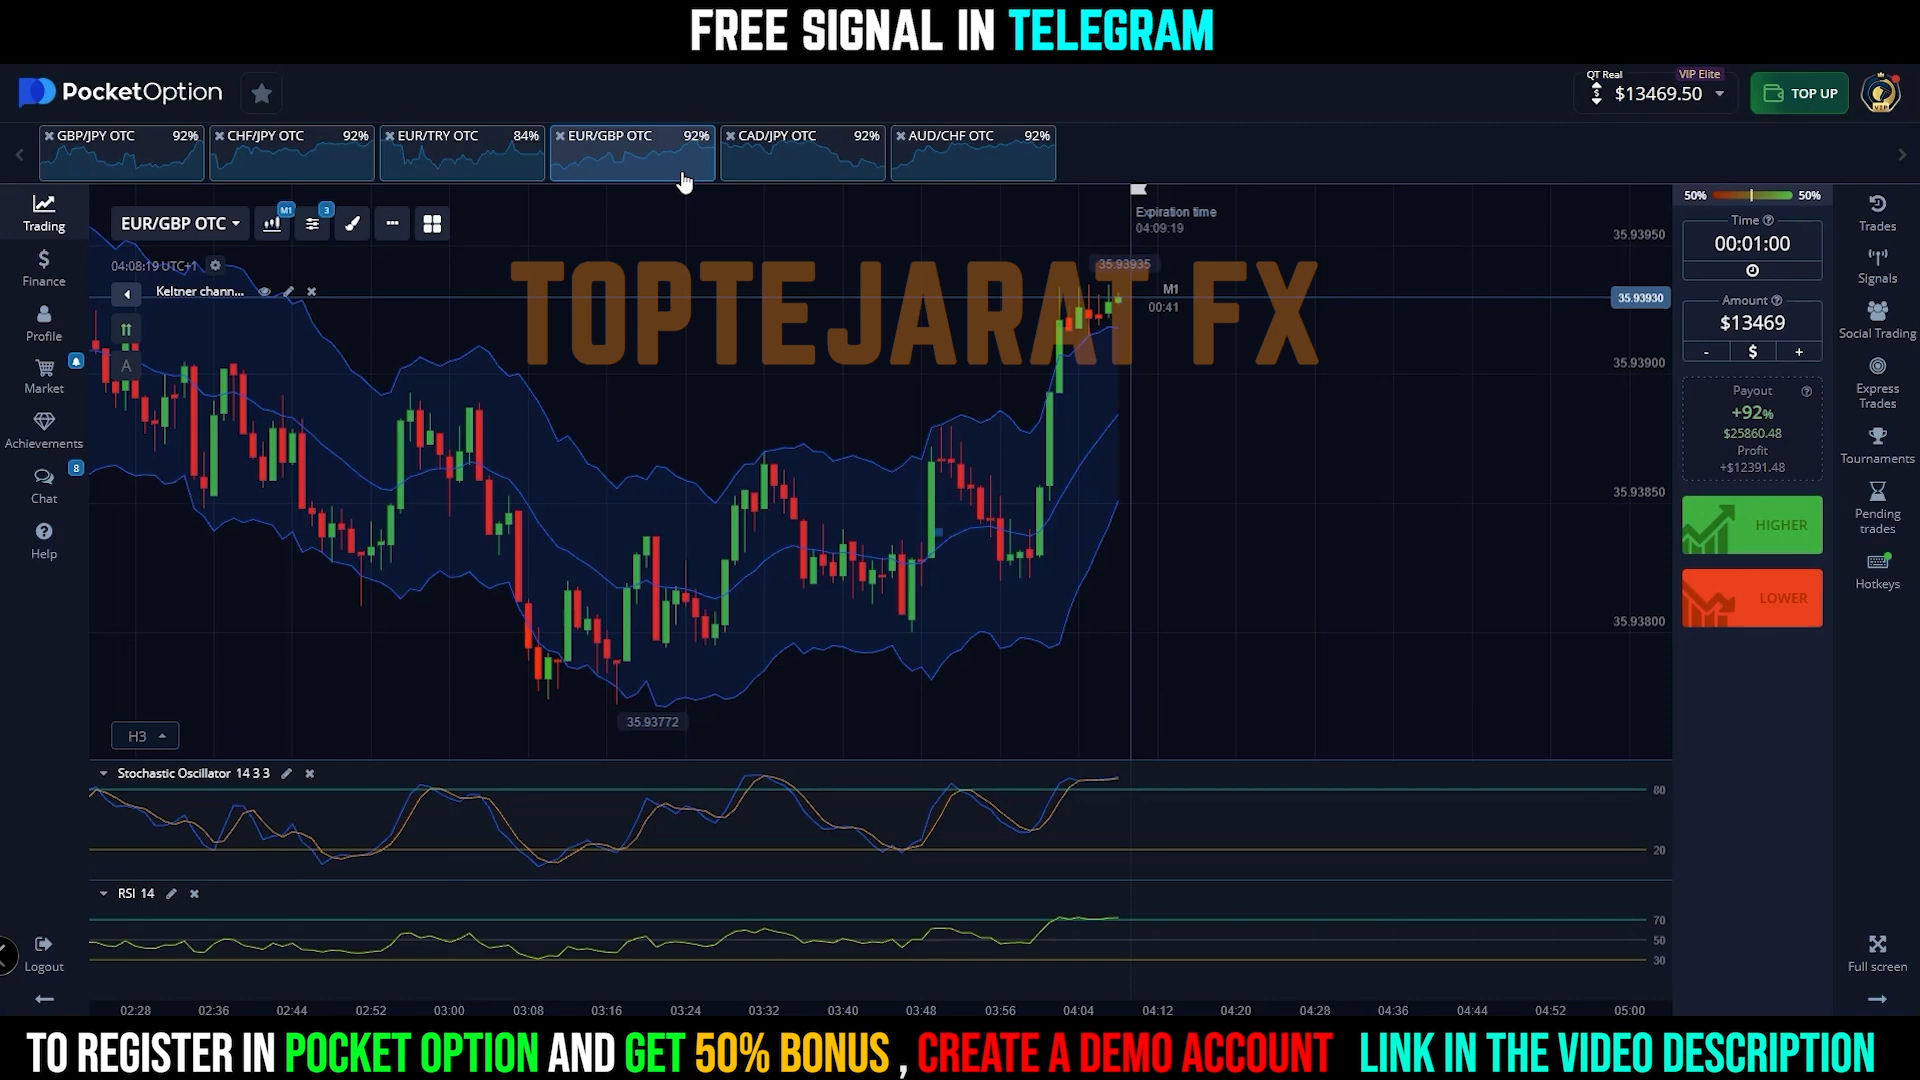 FREE SIGNAL IN TELEGRAM
PocketOption
QT Real VIP Elite
$13469.50
TOP UP
GBP/JPY OTC 92%
CHF/JPY OTC 92%
EUR/TRY OTC 84%
EUR/GBP OTC 92%
CAD/JPY OTC 92%
AUD/CHF OTC 92%
Trading
Finance
Profile
Market
Achievements
8
Chat
Help
Logout
EUR/GBP OTC
M1
3
04:08:19 UTC+1
Keltner chann...
A
TOPTEJARAT FX
Expiration time
04:09:19
35.93935
M1
00:41
35.93772
H3
35.93950
35.93930
35.93900
35.93850
35.93800
Stochastic Oscillator 14 3 3
80
20
RSI 14
70
50
30
02:28 02:36 02:44 02:52 03:00 03:08 03:16 03:24 03:32 03:40 03:48 03:56 04:04 04:12 04:20 04:28 04:36 04:44 04:52 05:00
50% 50%
Time
00:01:00
Amount
$13469
- $ +
Payout
+92%
$25860.48
Profit
+$12391.48
HIGHER
LOWER
Trades
Signals
Social Trading
Express
Trades
Tournaments
Pending
trades
Hotkeys
Full screen
TO REGISTER IN POCKET OPTION AND GET 50% BONUS , CREATE A DEMO ACCOUNT LINK IN THE VIDEO DESCRIPTION